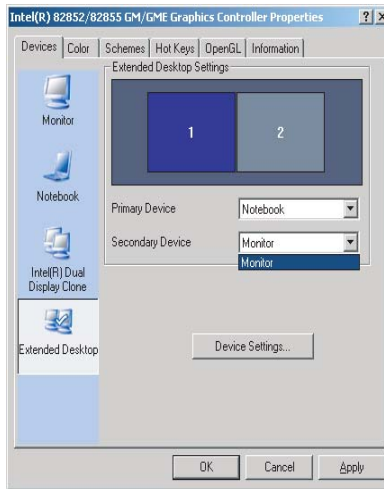 Intel(R) 82852/82855 GM/GME Graphics Controller Properties
Devices Color Schemes Hot Keys OpenGL Information
Extended Desktop Settings
Monitor
1 2
Notebook
Primary Device Notebook
Secondary Device Monitor
Monitor
Intel(R) Dual
Display Clone
Extended Desktop
Device Settings...
OK Cancel Apply